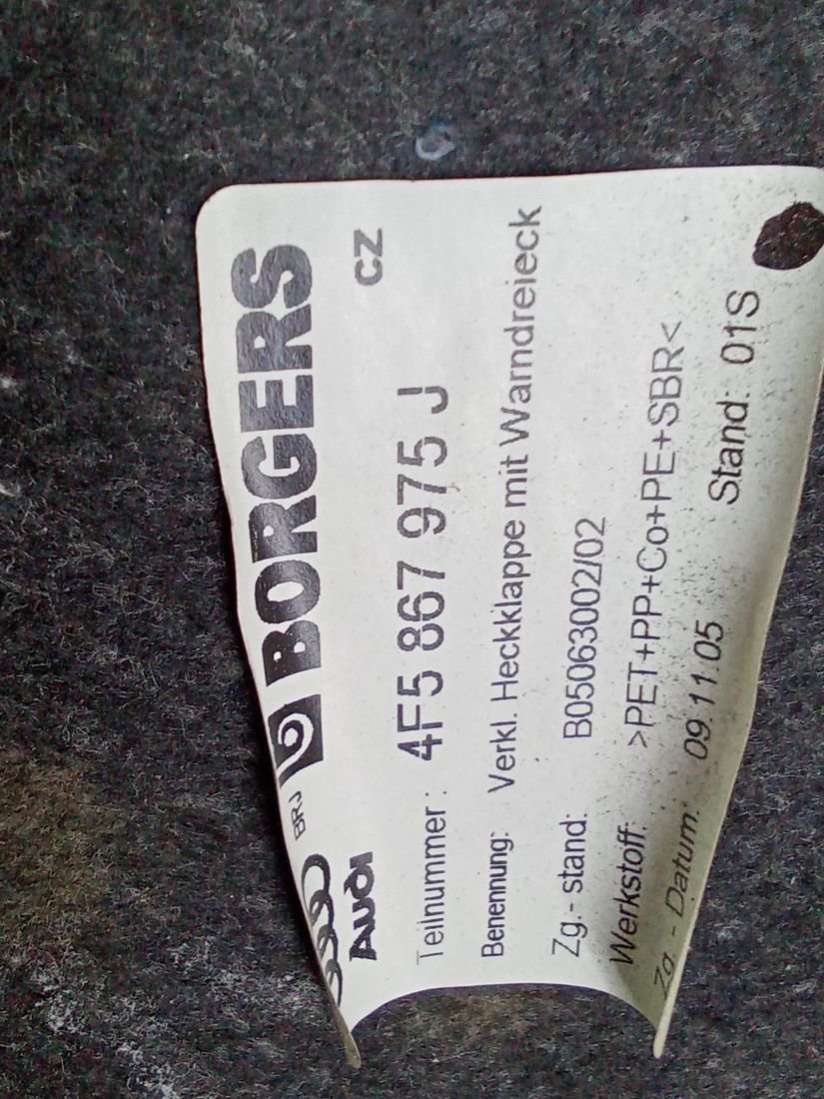 BRJ BORGERS
AUDI CZ
Teilnummer: 4F5 867 975 J
Benennung: Verkl. Heckklappe mit Warndreieck
Zg.- stand: B05063002/02
Werkstoff: >PET+PP+Co+PE+SBR<
Zg. - Datum: 09.11.05 Stand: 01S